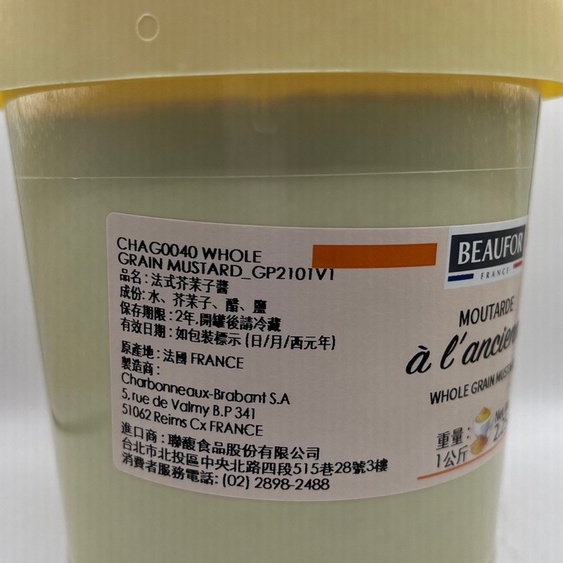 CHAG0040 WHOLE
GRAIN MUSTARD_GP2101V1
品名:法式芥茉子醬
成份:水、芥茉子、醋、鹽
保存期限:2年,開罐後請冷藏
有效日期:如包裝標示 (日/月/西元年)
原產地:法國 FRANCE
製造商:
Charbonneaux-Brabant S.A
5, rue de Valmy B.P 341
51062 Reims Cx FRANCE
進口商:聯馥食品股份有限公司
台北市北投區中央北路四段515巷28號3樓
消費者服務電話: (02) 2898-2488
BEAUFOR
FRANCE
MOUTARDE
à l'ancien
WHOLE GRAIN
重量:
1公斤